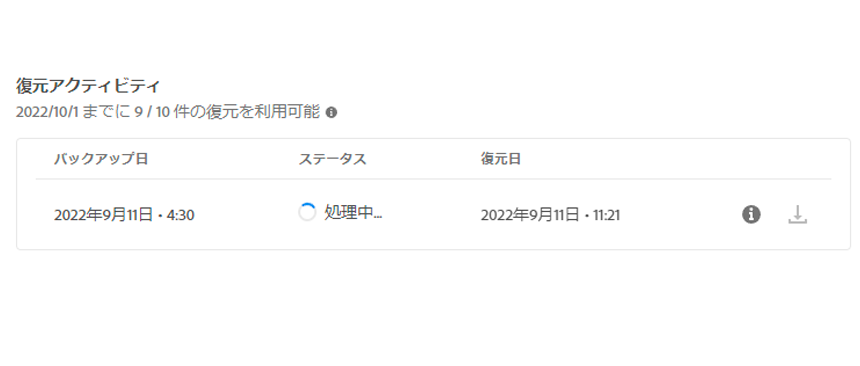 復元アクティビティ
2022/10/1 までに 9 / 10 件の復元を利用可能
バックアップ日 ステータス 復元日
2022年9月11日・4:30 処理中... 2022年9月11日・11:21